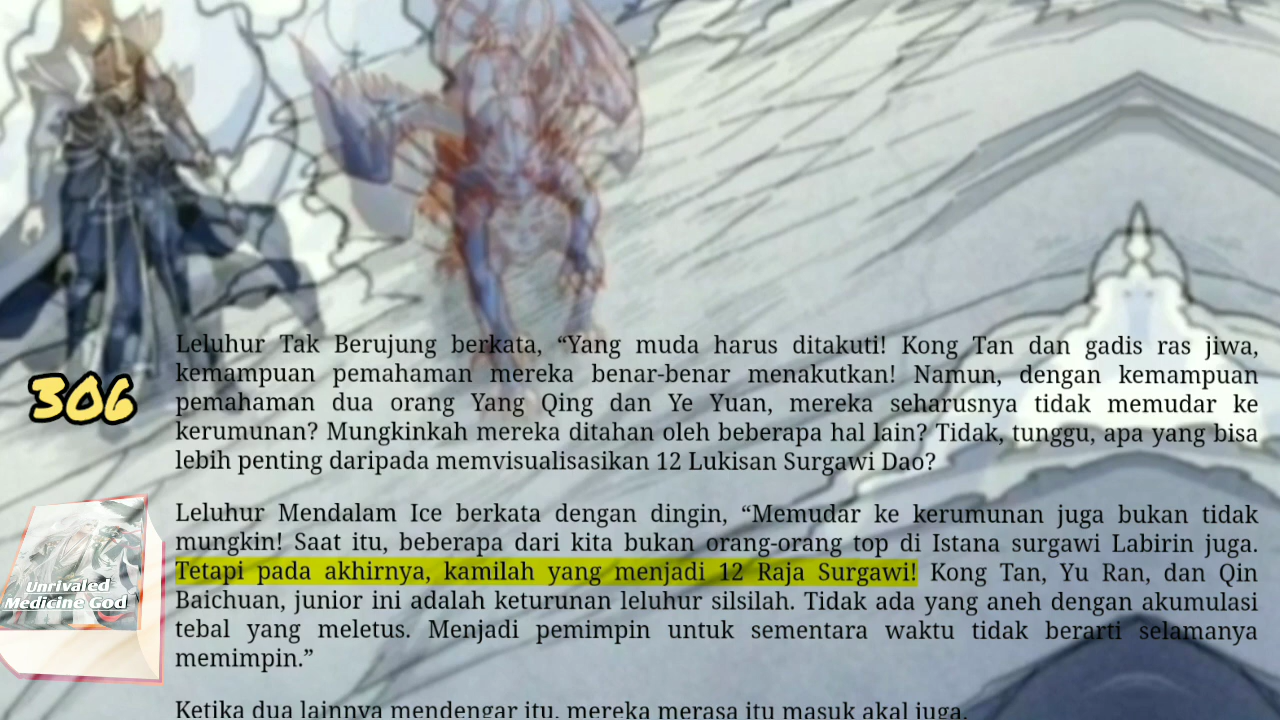 Leluhur Tak Berujung berkata, “Yang muda harus ditakuti! Kong Tan dan gadis ras jiwa,
kemampuan pemahaman mereka benar-benar menakutkan! Namun, dengan kemampuan
pemahaman dua orang Yang Qing dan Ye Yuan, mereka seharusnya tidak memudar ke
kerumunan? Mungkinkah mereka ditahan oleh beberapa hal lain? Tidak, tunggu, apa yang bisa
lebih penting daripada memvisualisasikan 12 Lukisan Surgawi Dao?
306
Leluhur Mendalam Ice berkata dengan dingin, “Memudar ke kerumunan juga bukan tidak
mungkin! Saat itu, beberapa dari kita bukan orang-orang top di Istana surgawi Labirin juga.
Tetapi pada akhirnya, kamilah yang menjadi 12 Raja Surgawi! Kong Tan, Yu Ran, dan Qin
Baichuan, junior ini adalah keturunan leluhur silsilah. Tidak ada yang aneh dengan akumulasi
tebal yang meletus. Menjadi pemimpin untuk sementara waktu tidak berarti selamanya
memimpin.”
Unrivaled
Medicine God
Ketika dua lainnya mendengar itu, mereka merasa itu masuk akal juga.